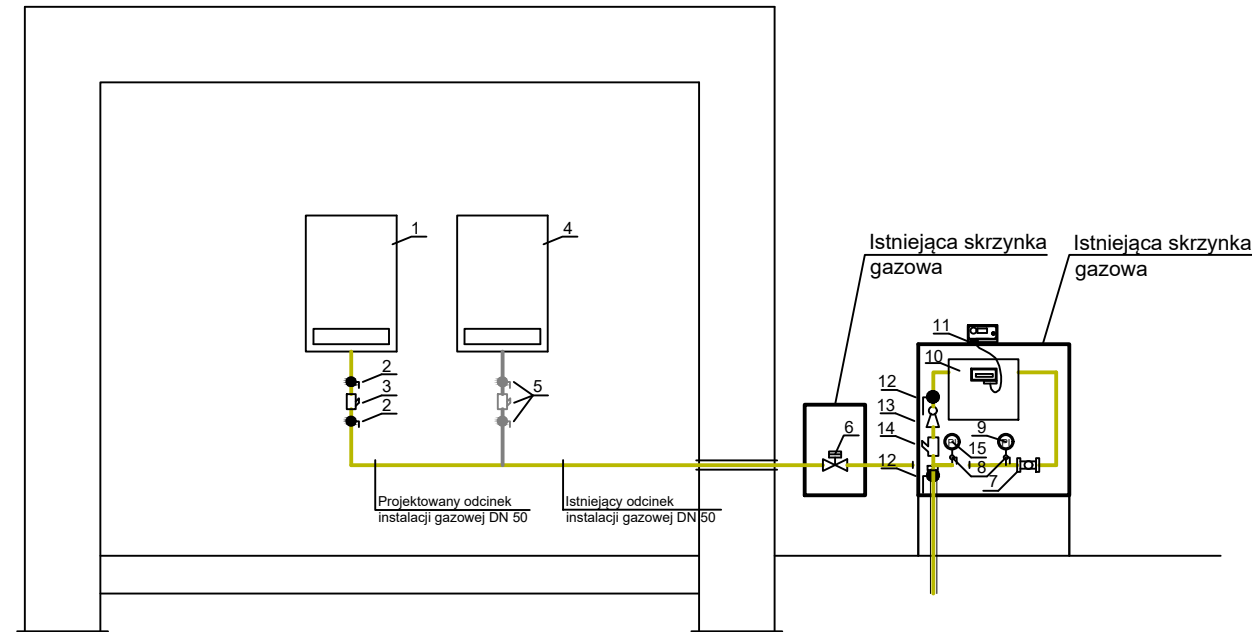 Istniejąca skrzynka
gazowa
Istniejąca skrzynka
gazowa
1
4
2
3
2
5
6
11
10
12
13
14
12
9
15
8
7
Projektowany odcinek
instalacji gazowej DN 50
Istniejący odcinek
instalacji gazowej DN 50